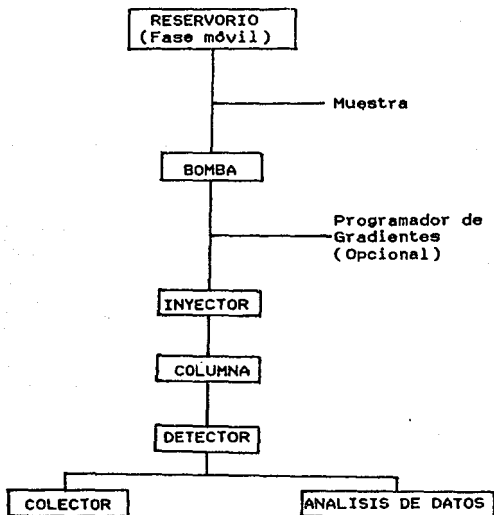 RESERVORIO
(Fase móvil)
Muestra
BOMBA
Programador de
Gradientes
(Opcional)
INYECTOR
COLUMNA
DETECTOR
COLECTOR
ANALISIS DE DATOS